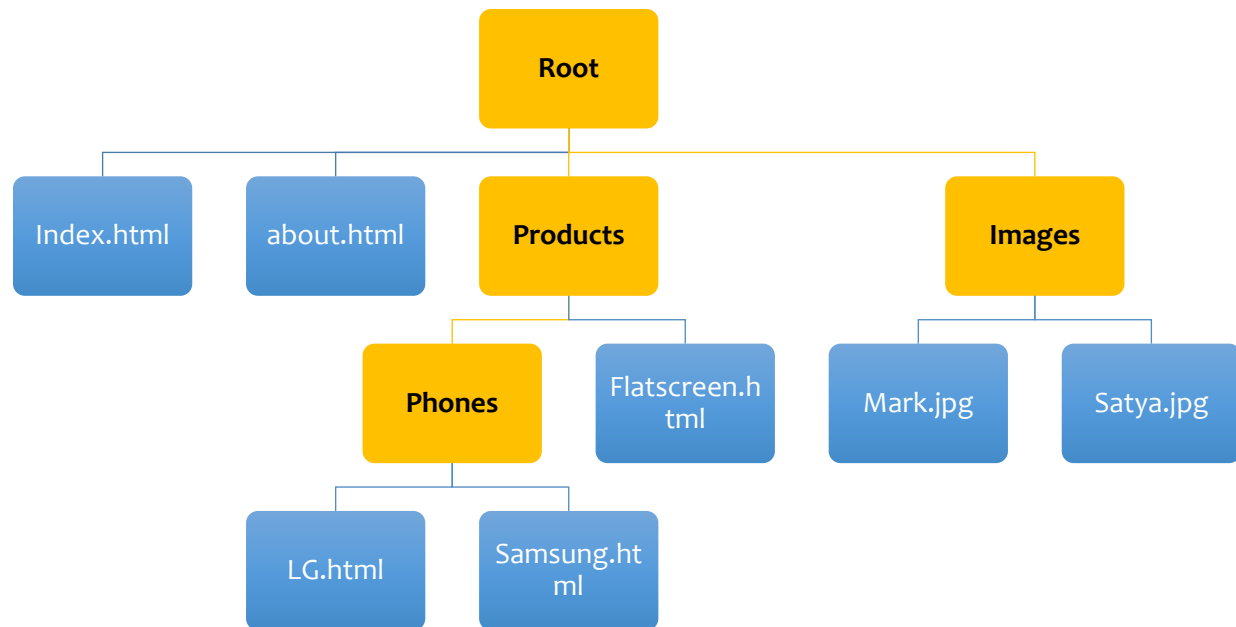 Root
Index.html
about.html
Products
Images
Phones
Flatscreen.h
tml
Mark.jpg
Satya.jpg
LG.html
Samsung.ht
ml